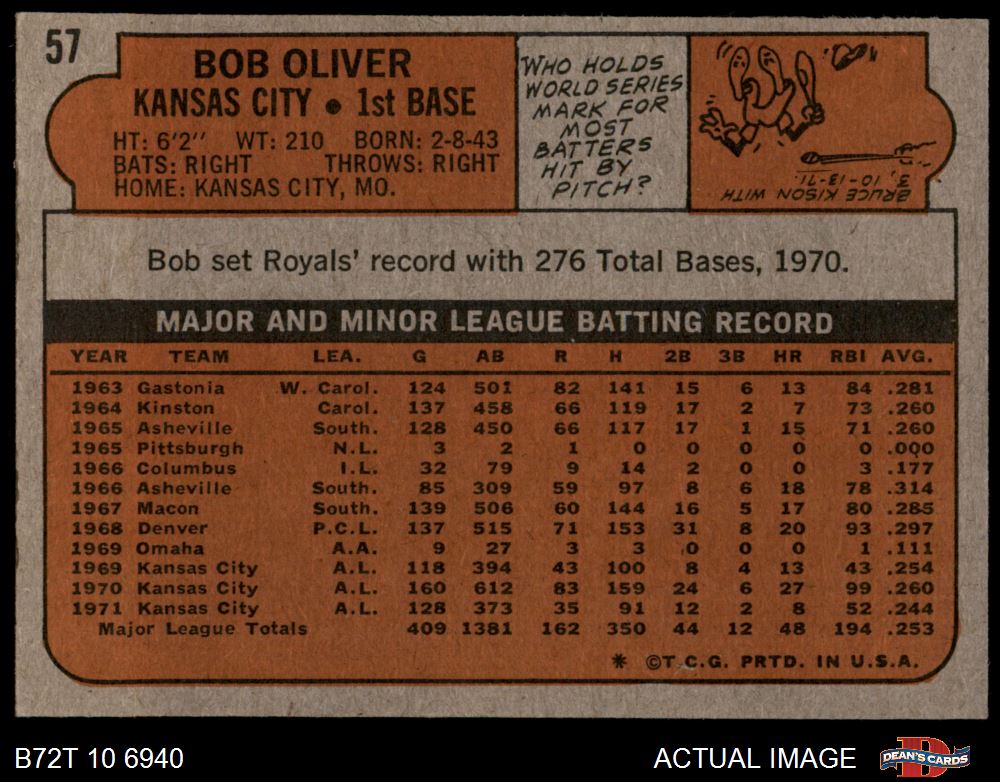 57
BOB OLIVER
KANSAS CITY • 1st BASE
HT: 6'2" WT: 210 BORN: 2-8-43
BATS: RIGHT THROWS: RIGHT
HOME: KANSAS CITY, MO.
WHO HOLDS
WORLD SERIES
MARK FOR
MOST
BATTERS
HIT BY
PITCH?
BRUCE KISON WITH
3, 10-13-71.
Bob set Royals' record with 276 Total Bases, 1970.
MAJOR AND MINOR LEAGUE BATTING RECORD
YEAR TEAM LEA. G AB R H 2B 3B HR RBI AVG.
1963 Gastonia W. Carol. 124 501 82 141 15 6 13 84 .281
1964 Kinston Carol. 137 458 66 119 17 2 7 73 .260
1965 Asheville South. 128 450 66 117 17 1 15 71 .260
1965 Pittsburgh N.L. 3 2 1 0 0 0 0 0 .000
1966 Columbus I.L. 32 79 9 14 2 0 0 3 .177
1966 Asheville South. 85 309 59 97 8 6 18 78 .314
1967 Macon South. 139 506 60 144 16 5 17 80 .285
1968 Denver P.C.L. 137 515 71 153 31 8 20 93 .297
1969 Omaha A.A. 9 27 3 3 0 0 0 1 .111
1969 Kansas City A.L. 118 394 43 100 8 4 13 43 .254
1970 Kansas City A.L. 160 612 83 159 24 6 27 99 .260
1971 Kansas City A.L. 128 373 35 91 12 2 8 52 .244
Major League Totals 409 1381 162 350 44 12 48 194 .253
* ©T.C.G. PRTD. IN U.S.A.
B72T 10 6940
ACTUAL IMAGE
D
DEAN'S CARDS